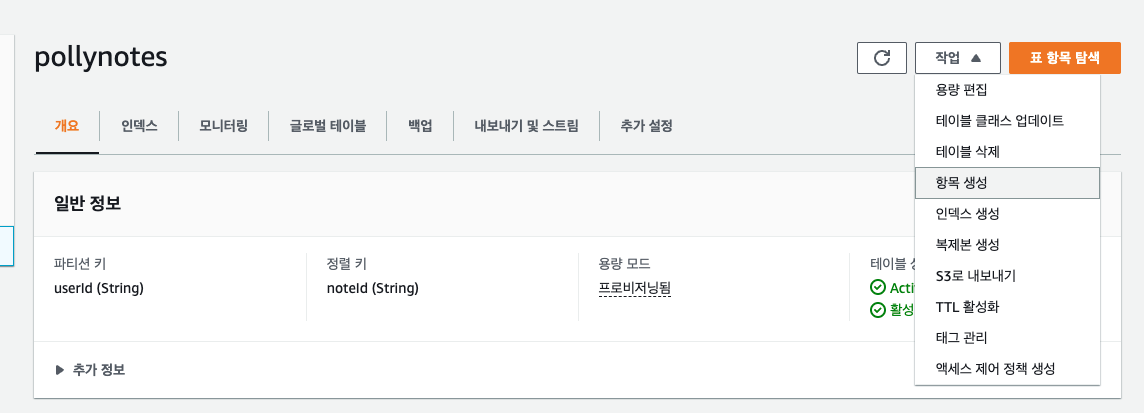 pollynotes
작업
표 항목 탐색
용량 편집
테이블 클래스 업데이트
테이블 삭제
항목 생성
인덱스 생성
복제본 생성
S3로 내보내기
TTL 활성화
태그 관리
액세스 제어 정책 생성
개요
인덱스
모니터링
글로벌 테이블
백업
내보내기 및 스트림
추가 설정
일반 정보
파티션 키
userId (String)
정렬 키
noteId (String)
용량 모드
프로비저닝됨
테이블
활성
추가 정보